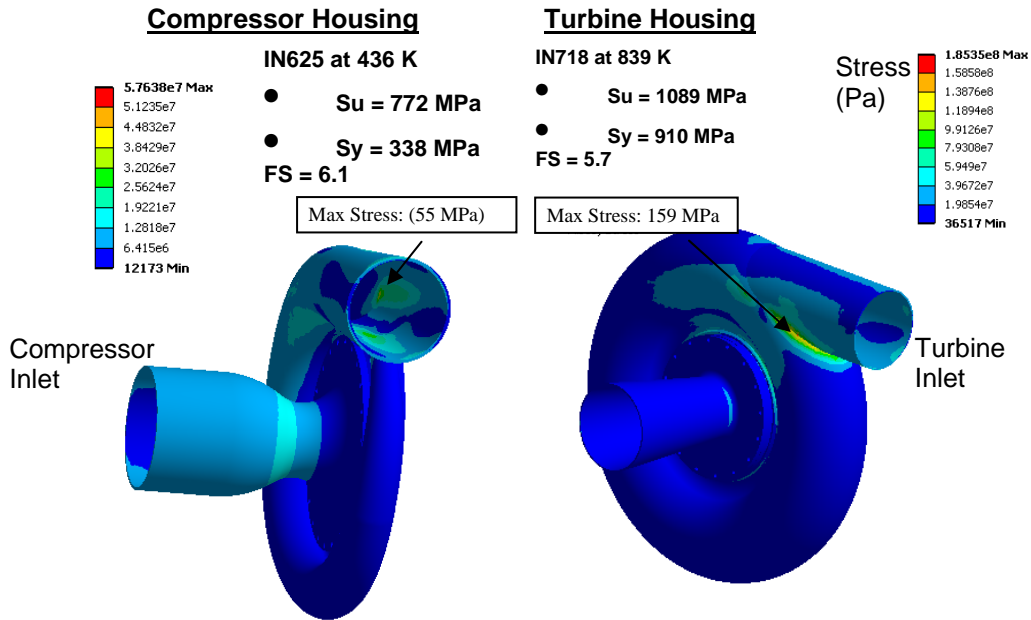 Compressor Housing
IN625 at 436 K
● Su = 772 MPa
● Sy = 338 MPa
FS = 6.1
5.7638e7 Max
5.1235e7
4.4832e7
3.8429e7
3.2026e7
2.5624e7
1.9221e7
1.2818e7
6.415e6
12173 Min
Max Stress: (55 MPa)
Compressor
Inlet
Turbine Housing
IN718 at 839 K
● Su = 1089 MPa
● Sy = 910 MPa
FS = 5.7
Stress
(Pa)
1.8535e8 Max
1.5858e8
1.3876e8
1.1894e8
9.9126e7
7.9308e7
5.949e7
3.9672e7
1.9854e7
36517 Min
Max Stress: 159 MPa
Turbine
Inlet